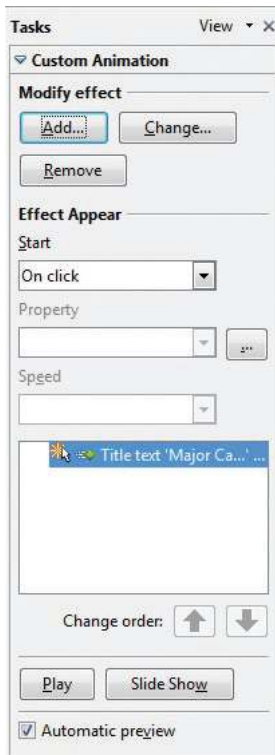 Tasks View
Custom Animation
Modify effect
Add... Change...
Remove
Effect Appear
Start
On click
Property
...
Speed
Title text 'Major Ca...' ...
Change order:
Play Slide Show
Automatic preview